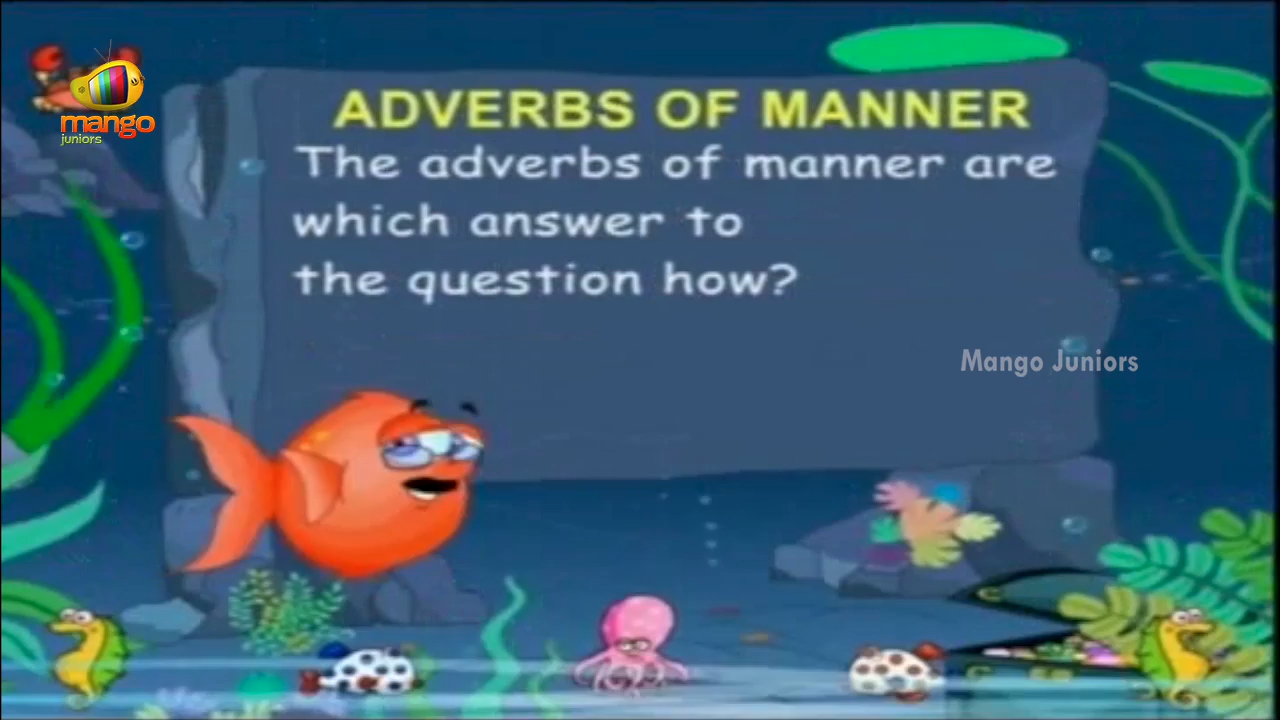 mango
juniors
ADVERBS OF MANNER
The adverbs of manner are
which answer to
the question how?
Mango Juniors